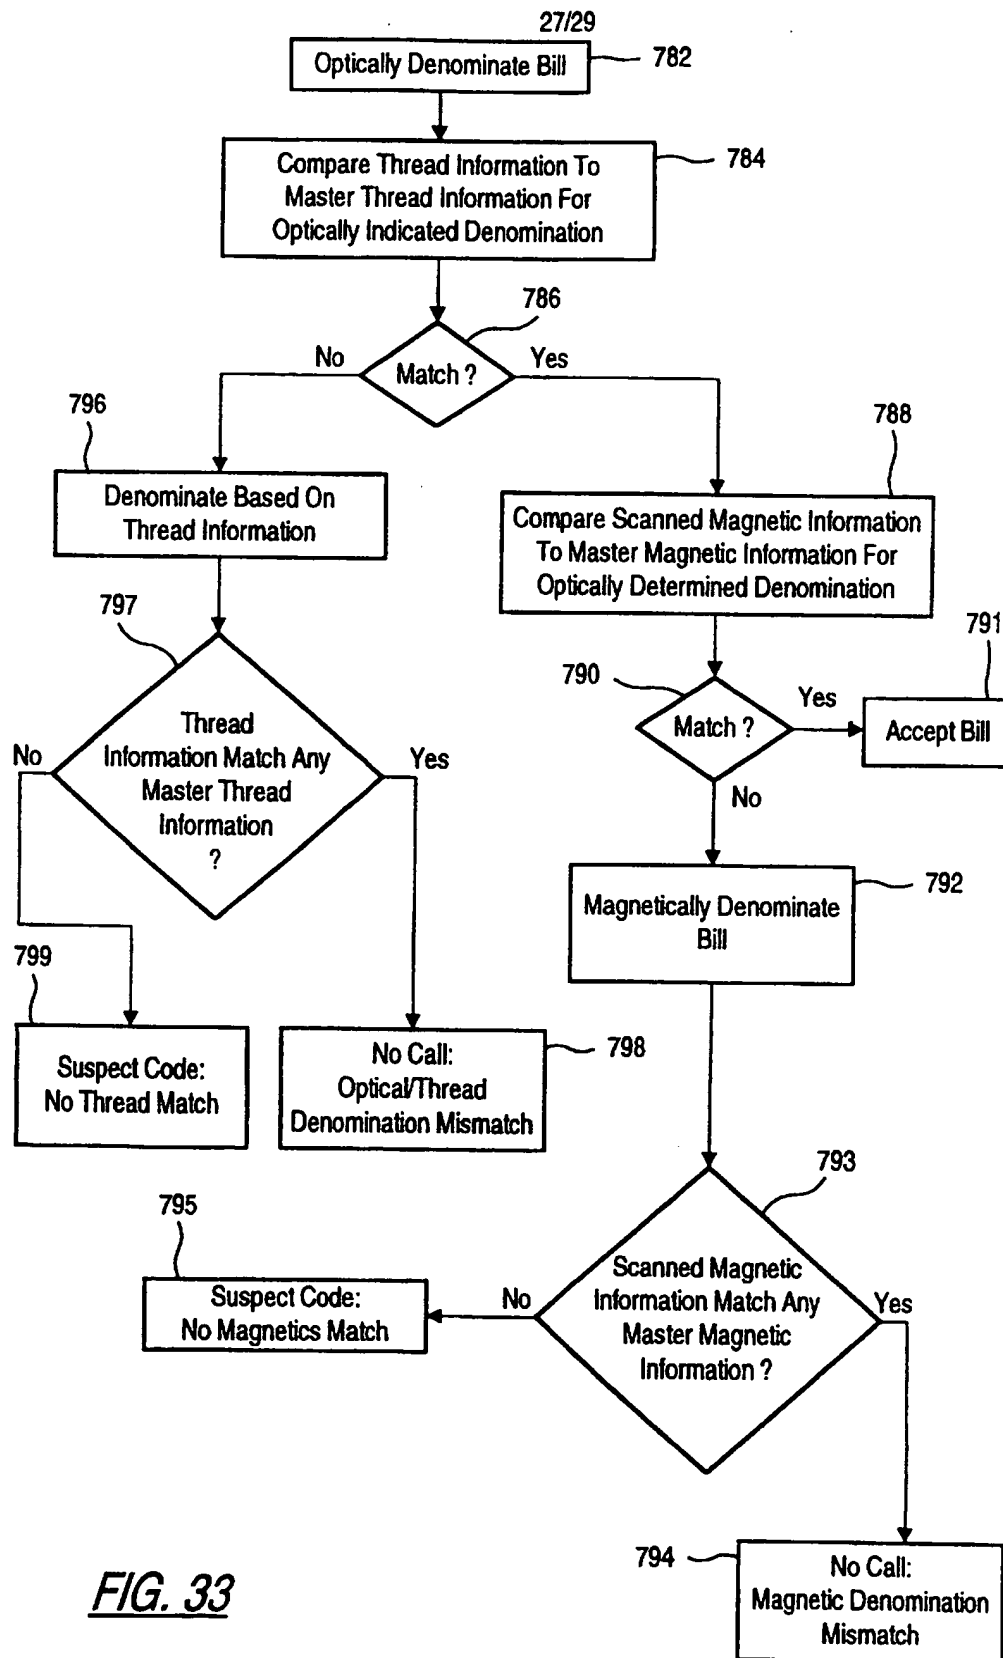 27/29
Optically Denominate Bill
782
Compare Thread Information To
Master Thread Information For
Optically Indicated Denomination
784
786
No
Match ?
Yes
796
Denominate Based On
Thread Information
788
Compare Scanned Magnetic Information
To Master Magnetic Information For
Optically Determined Denomination
797
Thread
Information Match Any
Master Thread
Information
?
No
Yes
790
Match ?
Yes
791
Accept Bill
No
792
Magnetically Denominate
Bill
799
Suspect Code:
No Thread Match
No Call:
Optical/Thread
Denomination Mismatch
798
793
Scanned Magnetic
Information Match Any
Master Magnetic
Information ?
No
Yes
795
Suspect Code:
No Magnetics Match
794
No Call:
Magnetic Denomination
Mismatch
FIG. 33